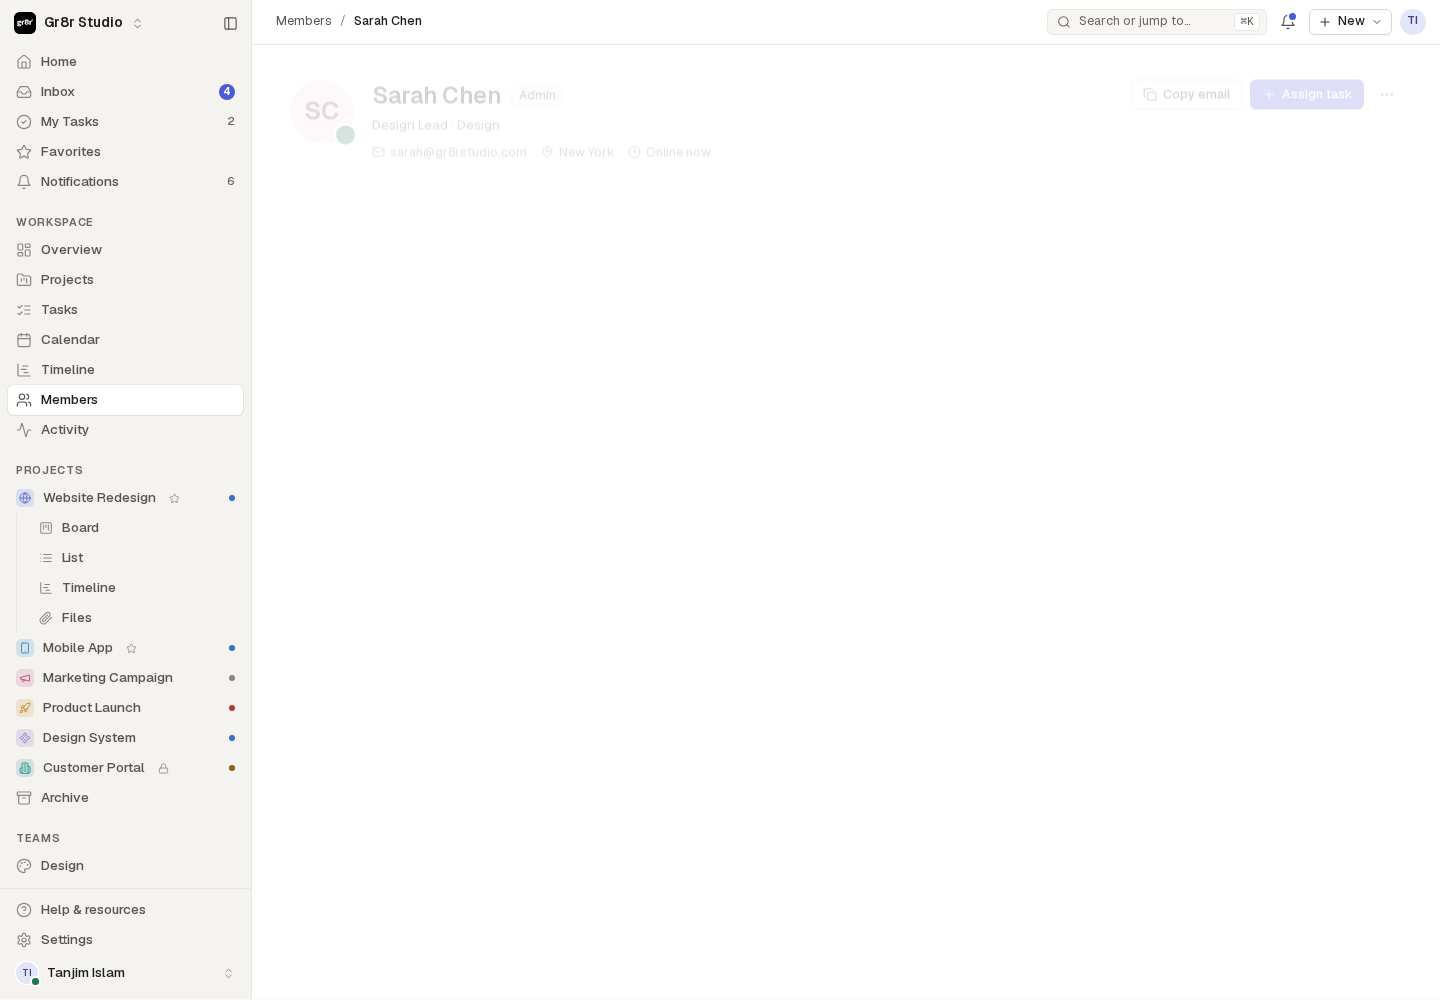 gr8r
Gr8r Studio
Members / Sarah Chen
Search or jump to...
⌘K
New
TI
Home
Inbox 4
My Tasks 2
Favorites
Notifications 6
WORKSPACE
Overview
Projects
Tasks
Calendar
Timeline
Members
Activity
PROJECTS
Website Redesign
Board
List
Timeline
Files
Mobile App
Marketing Campaign
Product Launch
Design System
Customer Portal
Archive
TEAMS
Design
Help & resources
Settings
TI Tanjim Islam
SC
Sarah Chen Admin
Copy email
Assign task
Design Lead · Design
sarah@gr8rstudio.com New York Online now